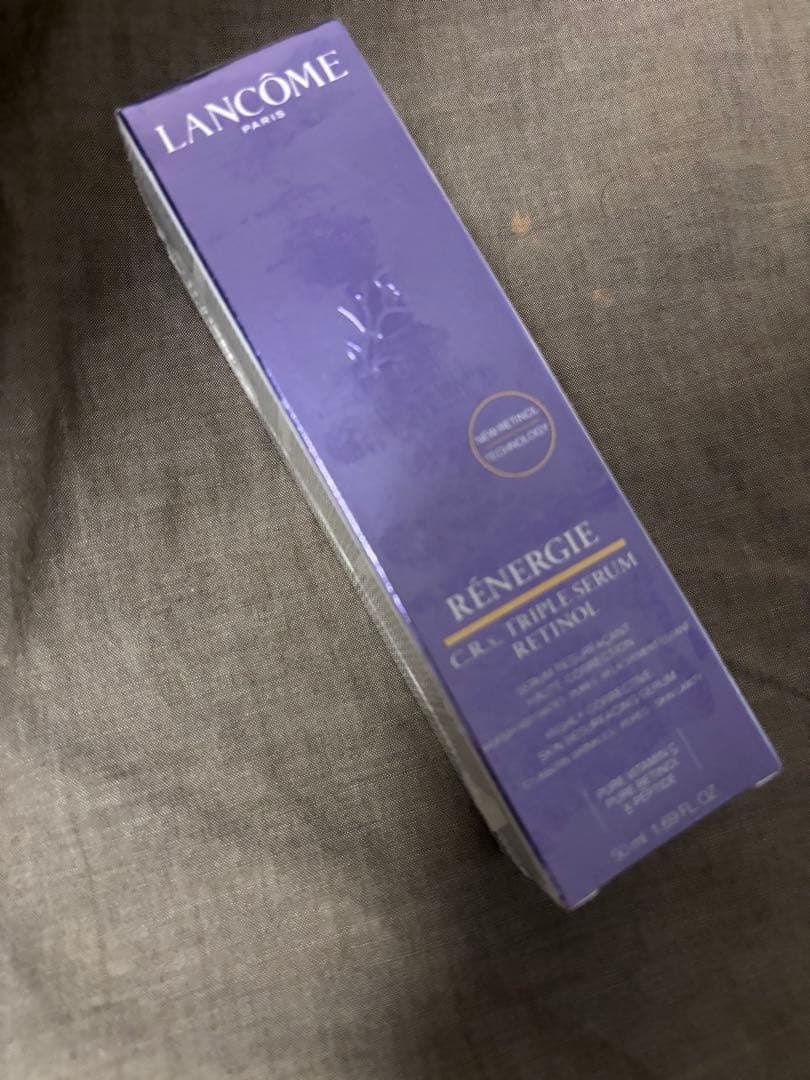 LANCÔME
PARIS
NEW RETINOL
TECHNOLOGY
RÉNERGIE
C.R.x. TRIPLE SERUM
RETINOL
SÉRUM RESURFAÇANT
HAUTE CORRECTION
HIGHLY CORRECTIVE
SKIN RESURFACING SERUM
PURE VITAMIN C
PURE RETINOL
& PEPTIDE
50 ml 1.69 FL.OZ